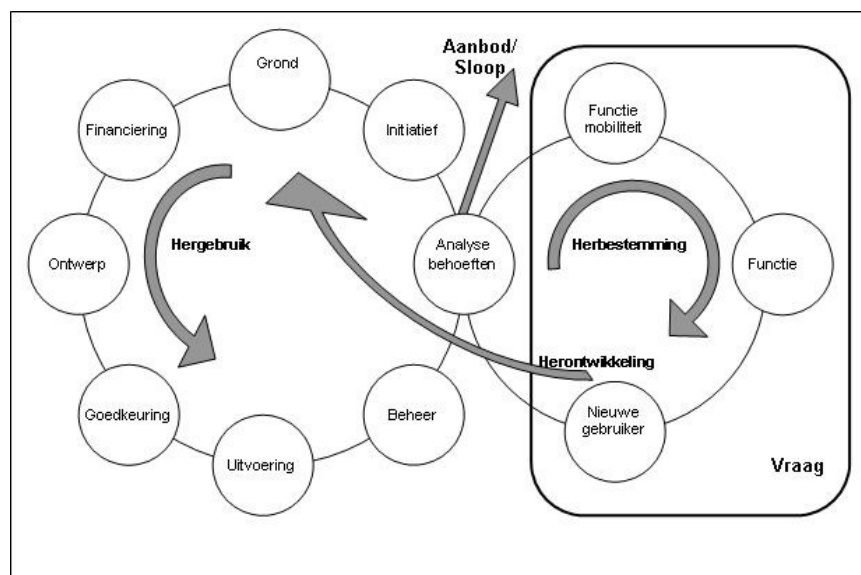 Aanbod/
Sloop
Grond
Financiering
Initiatief
Functie
mobiliteit
Hergebruik
Herbestemming
Ontwerp
Analyse
behoeften
Functie
Herontwikkeling
Goedkeuring
Beheer
Nieuwe
gebruiker
Uitvoering
Vraag